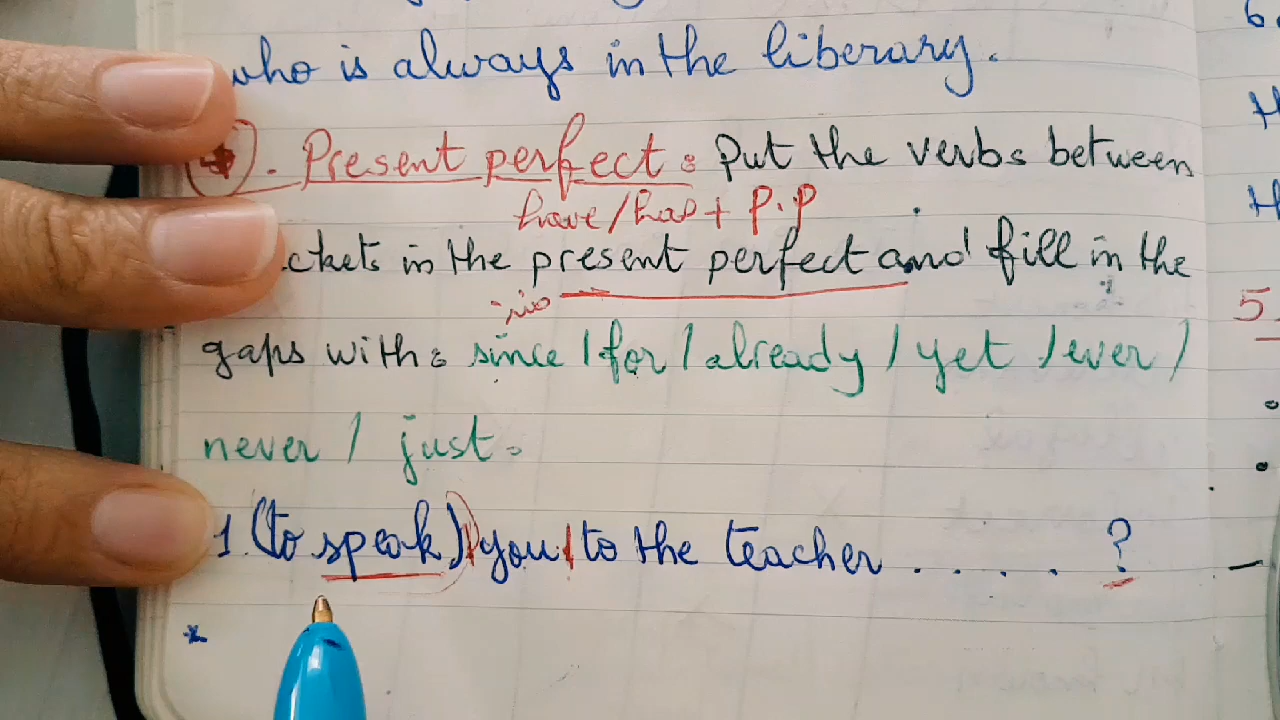 who is always in the liberary.
. Present perfect : Put the verbs between
have/has + P.P
ckets in the present perfect and fill in the
gaps with : since / for / already / yet / ever /
never / just.
1. (to speak) you to the teacher ..... ?
6.
5.